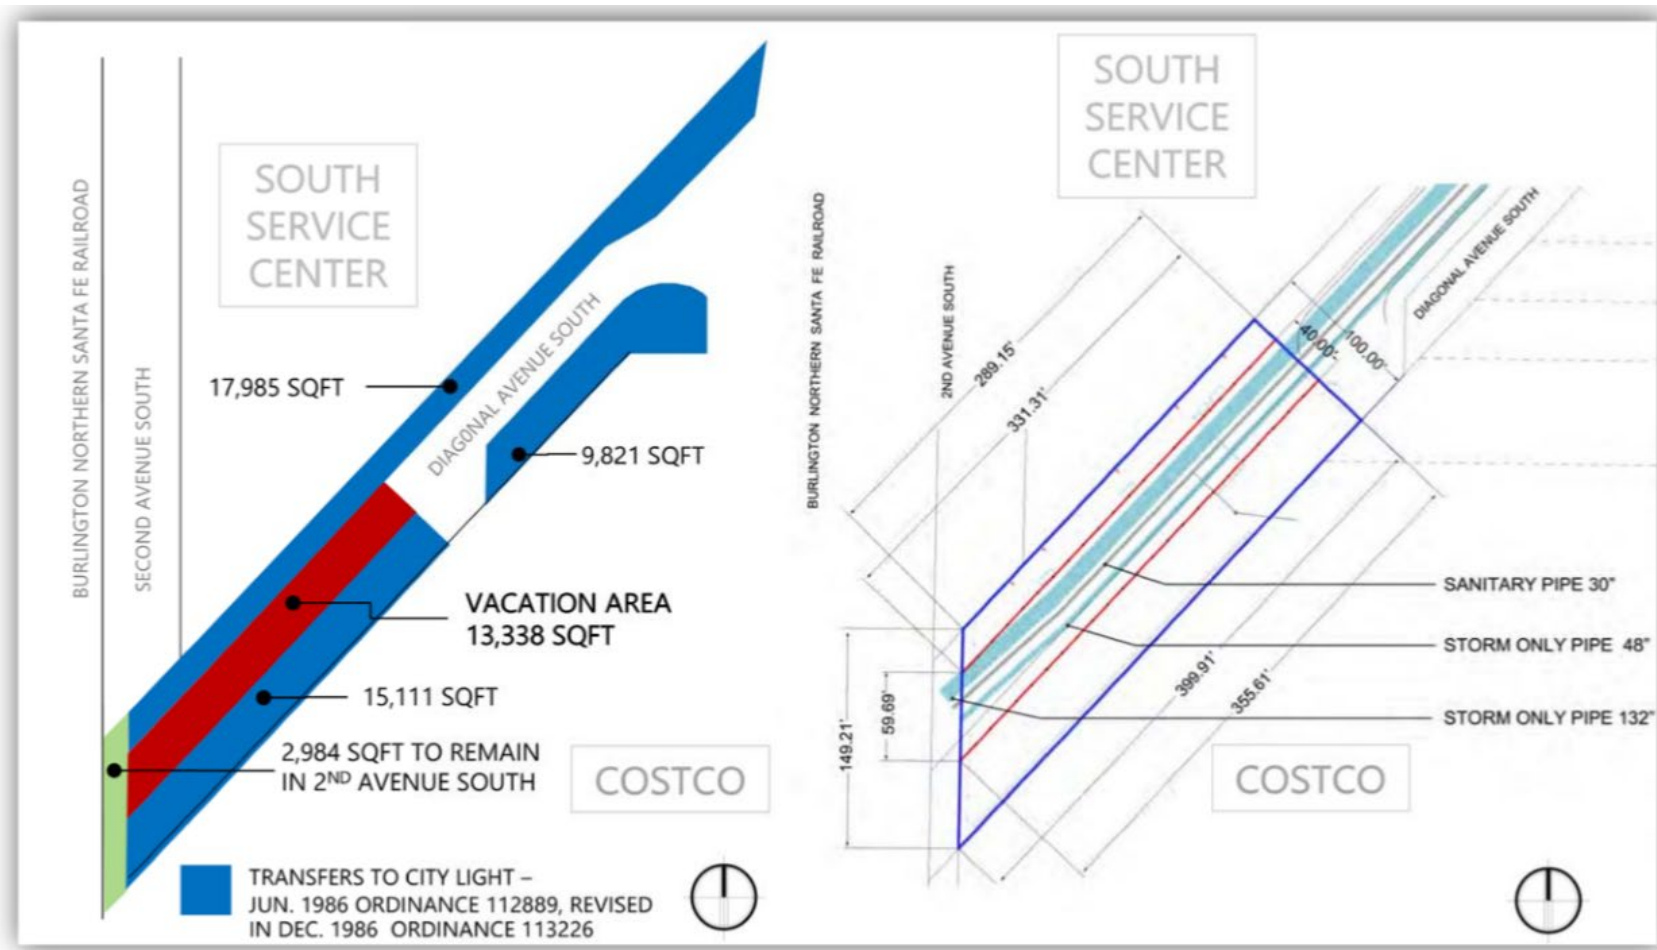 SOUTH
SERVICE
CENTER
BURLINGTON NORTHERN SANTA FE RAILROAD
SECOND AVENUE SOUTH
17,985 SQFT
DIAGONAL AVENUE SOUTH
9,821 SQFT
VACATION AREA
13,338 SQFT
15,111 SQFT
2,984 SQFT TO REMAIN
IN 2ND AVENUE SOUTH
COSTCO
TRANSFERS TO CITY LIGHT –
JUN. 1986 ORDINANCE 112889, REVISED
IN DEC. 1986 ORDINANCE 113226
SOUTH
SERVICE
CENTER
BURLINGTON NORTHERN SANTA FE RAILROAD
2ND AVENUE SOUTH
DIAGONAL AVENUE SOUTH
289.15'
331.31'
40.00'
100.00'
SANITARY PIPE 30"
STORM ONLY PIPE 48"
STORM ONLY PIPE 132"
399.91'
355.61'
59.69'
149.21'
COSTCO